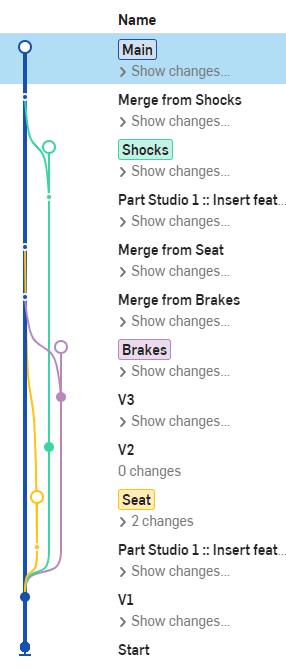 Name
Main
Show changes...
Merge from Shocks
Show changes...
Shocks
Show changes...
Part Studio 1 :: Insert feat...
Show changes...
Merge from Seat
Show changes...
Merge from Brakes
Show changes...
Brakes
Show changes...
V3
Show changes...
V2
0 changes
Seat
2 changes
Part Studio 1 :: Insert feat...
Show changes...
V1
Show changes...
Start